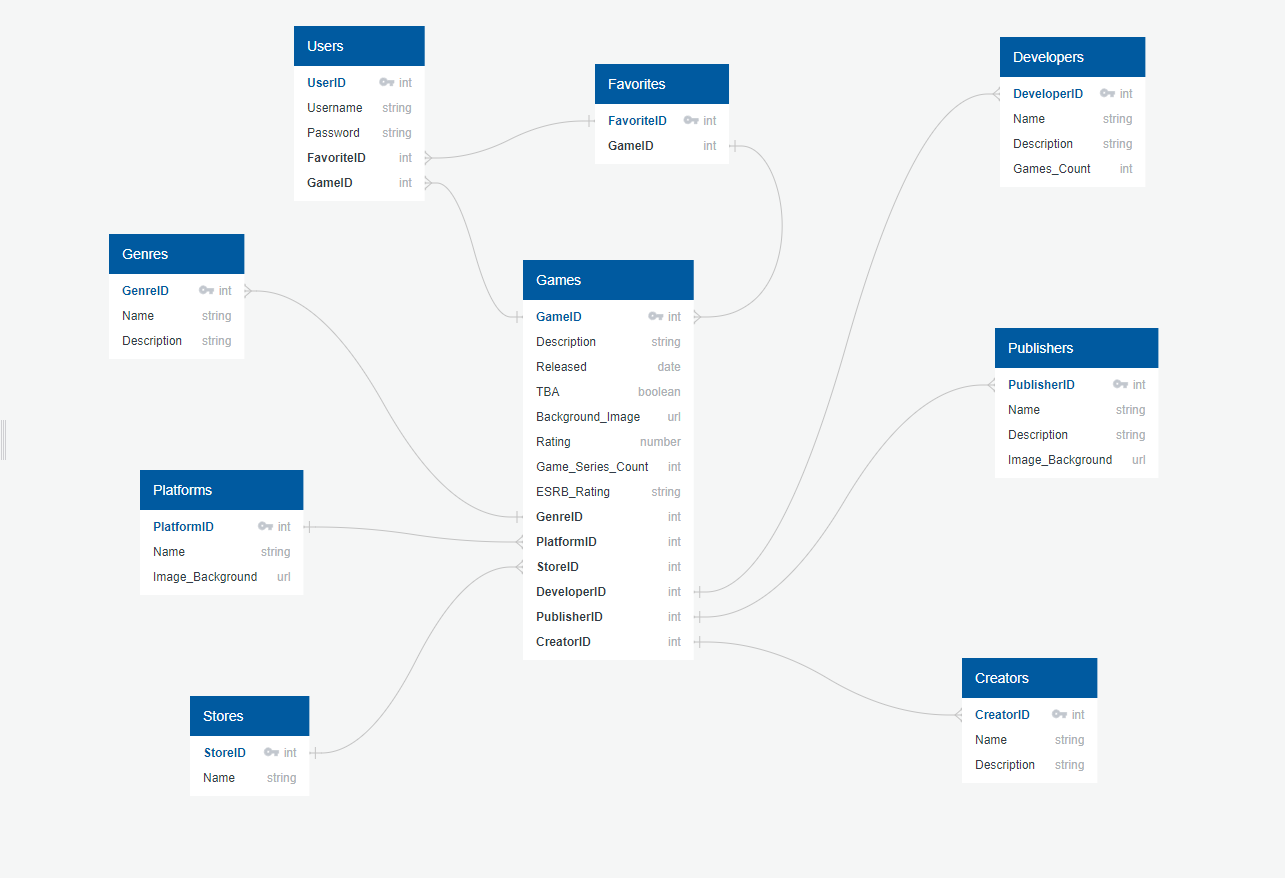 Users
UserID int
Username string
Password string
FavoriteID int
GameID int
Favorites
FavoriteID int
GameID int
Developers
DeveloperID int
Name string
Description string
Games_Count int
Genres
GenreID int
Name string
Description string
Games
GameID int
Description string
Released date
TBA boolean
Background_Image url
Rating number
Game_Series_Count int
ESRB_Rating string
GenreID int
PlatformID int
StoreID int
DeveloperID int
PublisherID int
CreatorID int
Publishers
PublisherID int
Name string
Description string
Image_Background url
Platforms
PlatformID int
Name string
Image_Background url
Stores
StoreID int
Name string
Creators
CreatorID int
Name string
Description string